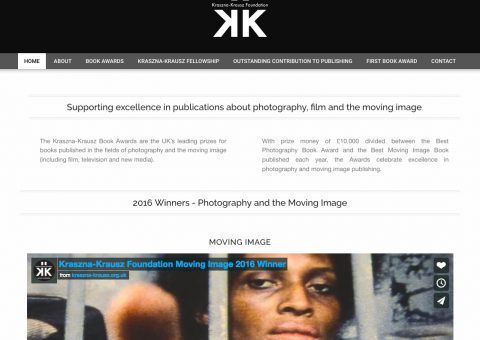 Kraszna-Krausz Foundation
KK
HOME ABOUT BOOK AWARDS KRASZNA-KRAUSZ FELLOWSHIP OUTSTANDING CONTRIBUTION TO PUBLISHING FIRST BOOK AWARD CONTACT
Supporting excellence in publications about photography, film and the moving image
The Kraszna-Krausz Book Awards are the UK's leading prizes for
books published in the fields of photography and the moving image
(including film, television and new media).
With prize money of £10,000 divided between the Best
Photography Book Award and the Best Moving Image Book
published each year, the Awards celebrate excellence in
photography and moving image publishing.
2016 Winners - Photography and the Moving Image
MOVING IMAGE
KK
Kraszna-Krausz Foundation Moving Image 2016 Winner
from kraszna-krausz.org.uk